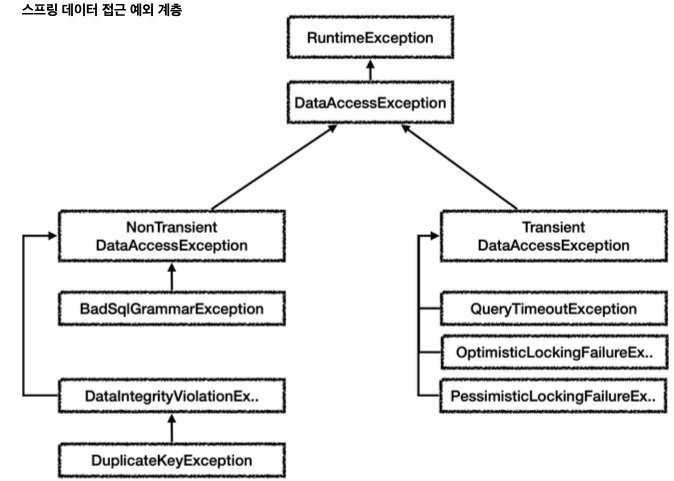 스프링 데이터 접근 예외 계층
RuntimeException
DataAccessException
NonTransient
DataAccessException
Transient
DataAccessException
BadSqlGrammarException
QueryTimeoutException
OptimisticLockingFailureEx..
DataIntegrityViolationEx..
PessimisticLockingFailureEx..
DuplicateKeyException